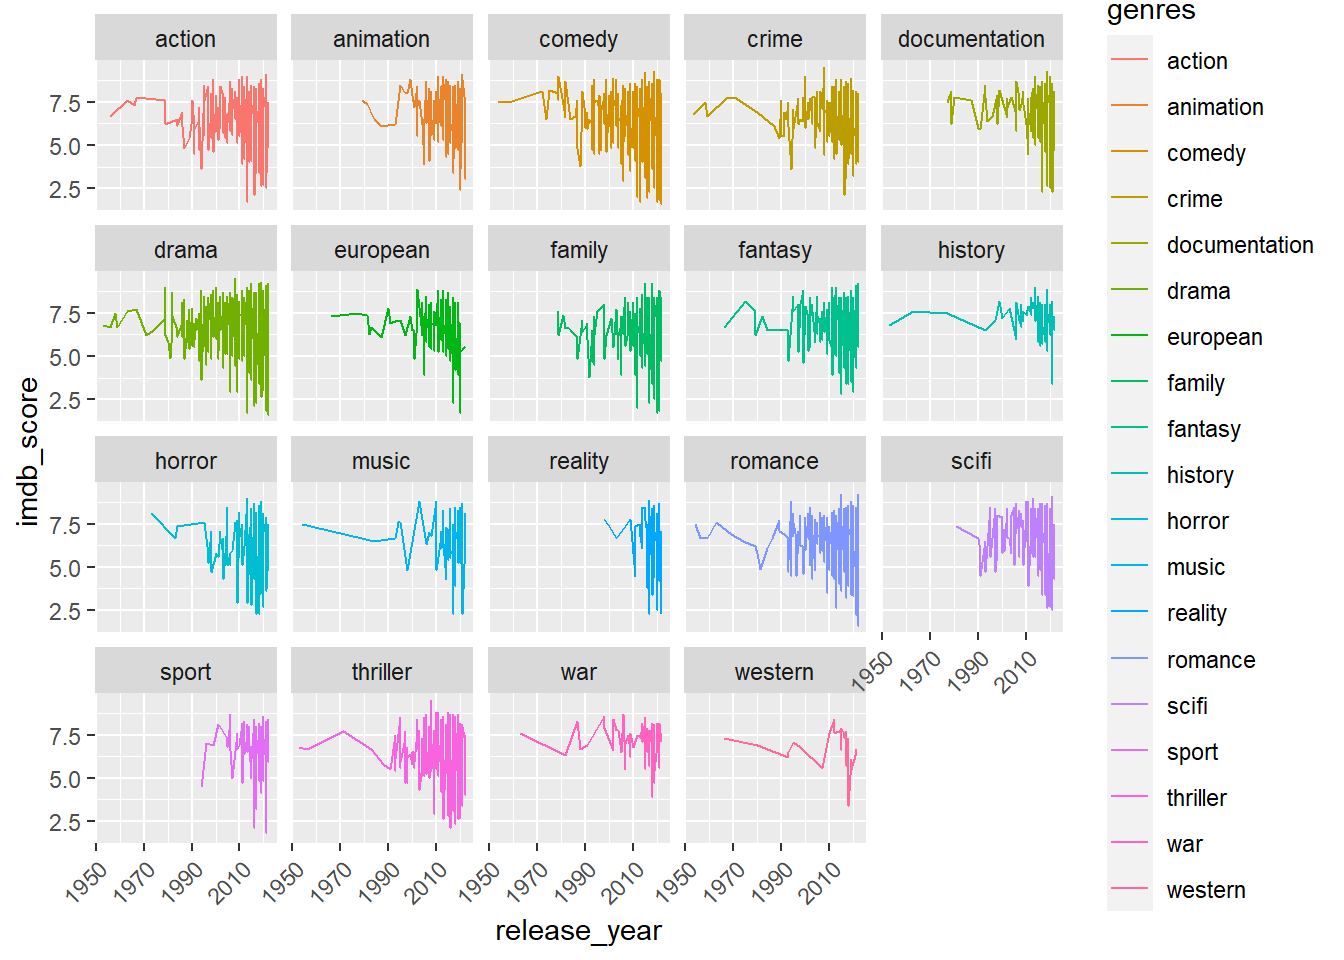 genres
action animation comedy crime documentation
7.5
5.0
2.5
drama european family fantasy history
7.5
5.0
2.5
horror music reality romance scifi
7.5
5.0
2.5
1950 1970 1990 2010
sport thriller war western
7.5
5.0
2.5
1950 1970 1990 2010 1950 1970 1990 2010 1950 1970 1990 2010 1950 1970 1990 2010
imdb_score
release_year
action
animation
comedy
crime
documentation
drama
european
family
fantasy
history
horror
music
reality
romance
scifi
sport
thriller
war
western